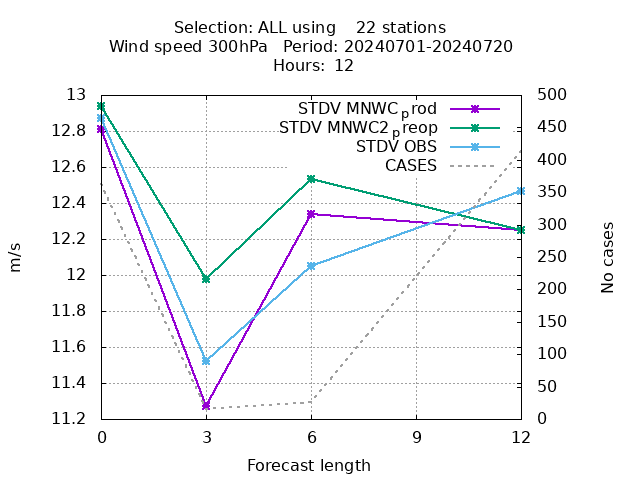 Selection: ALL using    22 stations
Wind speed 300hPa   Period: 20240701-20240720
Hours:  12
STDV MNWCprod
STDV MNWC2preop
STDV OBS
CASES
13
12.8
12.6
12.4
12.2
12
11.8
11.6
11.4
11.2
500
450
400
350
300
250
200
150
100
50
0
m/s
No cases
0 3 6 9 12
Forecast length